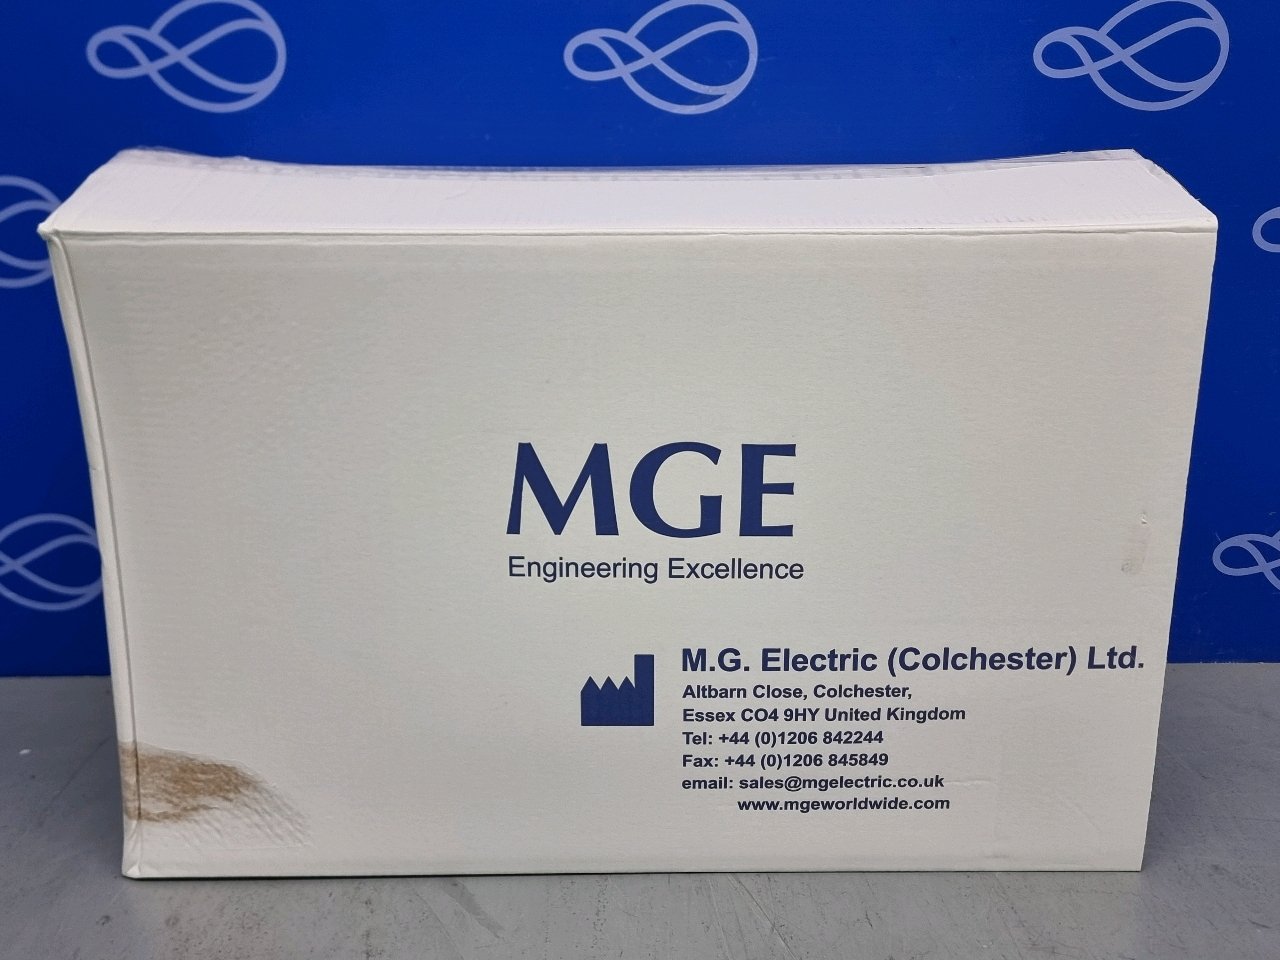 MGE
Engineering Excellence
M.G. Electric (Colchester) Ltd.
Altbarn Close, Colchester,
Essex CO4 9HY United Kingdom
Tel: +44 (0)1206 842244
Fax: +44 (0)1206 845849
email: sales@mgelectric.co.uk
www.mgeworldwide.com